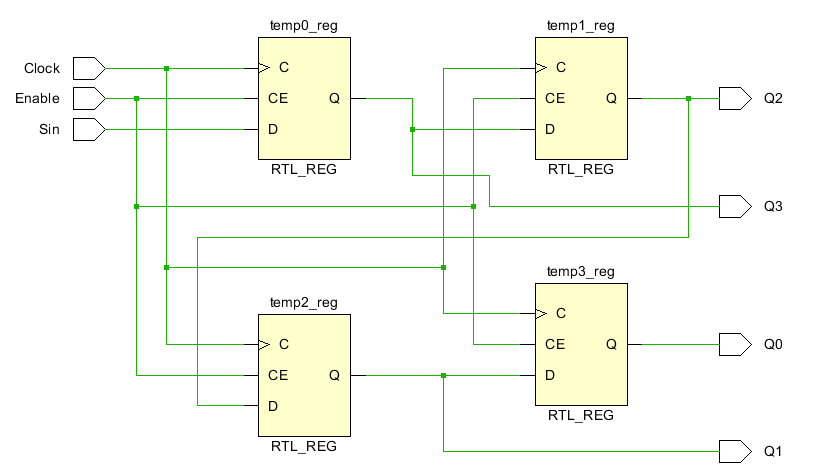 temp0_reg
temp1_reg
Clock
C
C
Enable
CE
Q
CE
Q
Q2
Sin
D
D
RTL_REG
RTL_REG
Q3
temp3_reg
temp2_reg
C
C
CE
Q
Q0
CE
Q
D
D
RTL_REG
RTL_REG
Q1